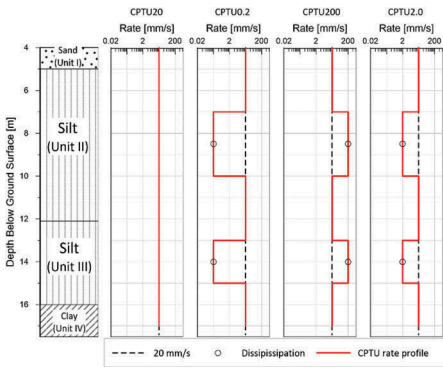 CPTU20 CPTU0.2 CPTU200 CPTU2.0
Rate [mm/s] Rate [mm/s] Rate [mm/s] Rate [mm/s]
0.02 2 200 0.02 2 200 0.02 2 200 0.02 2 200
4
6
8
10
12
14
16
Depth Below Ground Surface [m]
Sand
(Unit I)
Silt
(Unit II)
Silt
(Unit III)
Clay
(Unit IV)
20 mm/s Dissipissipation CPTU rate profile